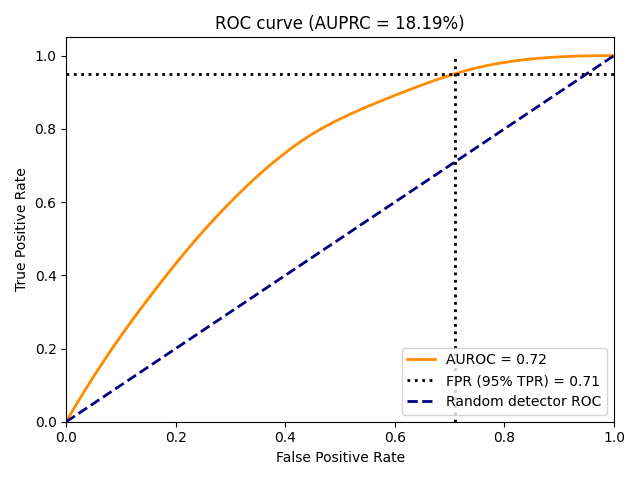 ROC curve (AUPRC = 18.19%)
True Positive Rate
1.0
0.8
0.6
0.4
0.2
0.0
AUROC = 0.72
FPR (95% TPR) = 0.71
Random detector ROC
0.0 0.2 0.4 0.6 0.8 1.0
False Positive Rate